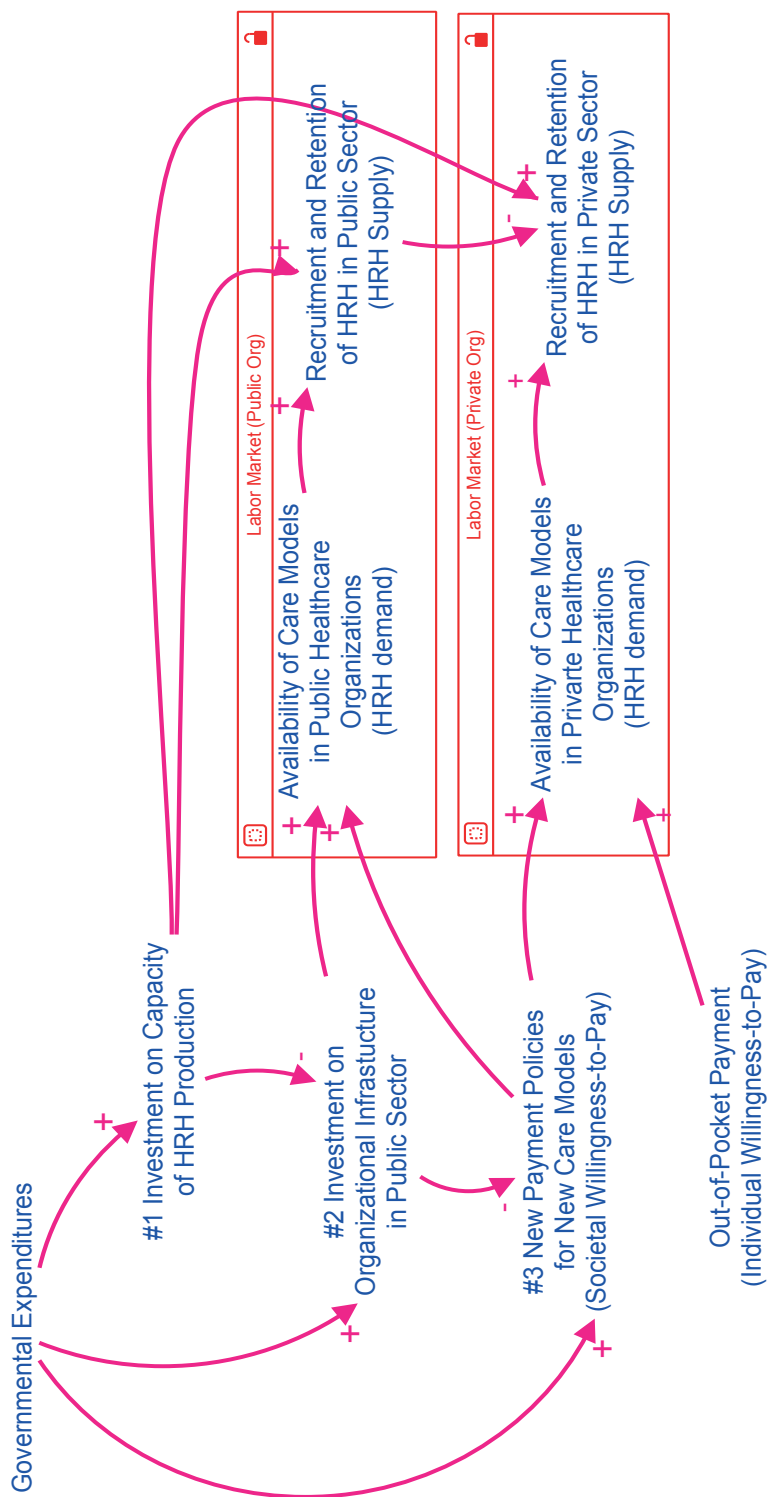 Governmental Expenditures
+
#1 Investment on Capacity
of HRH Production
-
+
#2 Investment on
Organizational Infrastucture
in Public Sector
-
+
#3 New Payment Policies
for New Care Models
(Societal Willingness-to-Pay)
Out-of-Pocket Payment
(Individual Willingness-to-Pay)
Labor Market (Public Org)
+
+
Availability of Care Models
in Public Healthcare
Organizations
(HRH demand)
+
+
Recruitment and Retention
of HRH in Public Sector
(HRH Supply)
Labor Market (Private Org)
+
+
Availability of Care Models
in Privarte Healthcare
Organizations
(HRH demand)
+
-
+
Recruitment and Retention
of HRH in Private Sector
(HRH Supply)